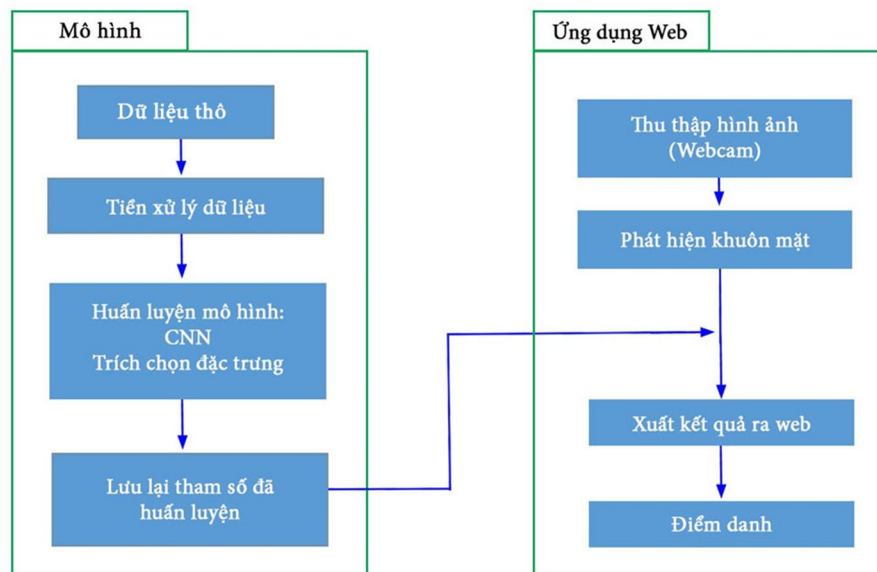 Mô hình
Dữ liệu thô
Tiền xử lý dữ liệu
Huấn luyện mô hình:
CNN
Trích chọn đặc trưng
Lưu lại tham số đã
huấn luyện
Ứng dụng Web
Thu thập hình ảnh
(Webcam)
Phát hiện khuôn mặt
Xuất kết quả ra web
Điểm danh